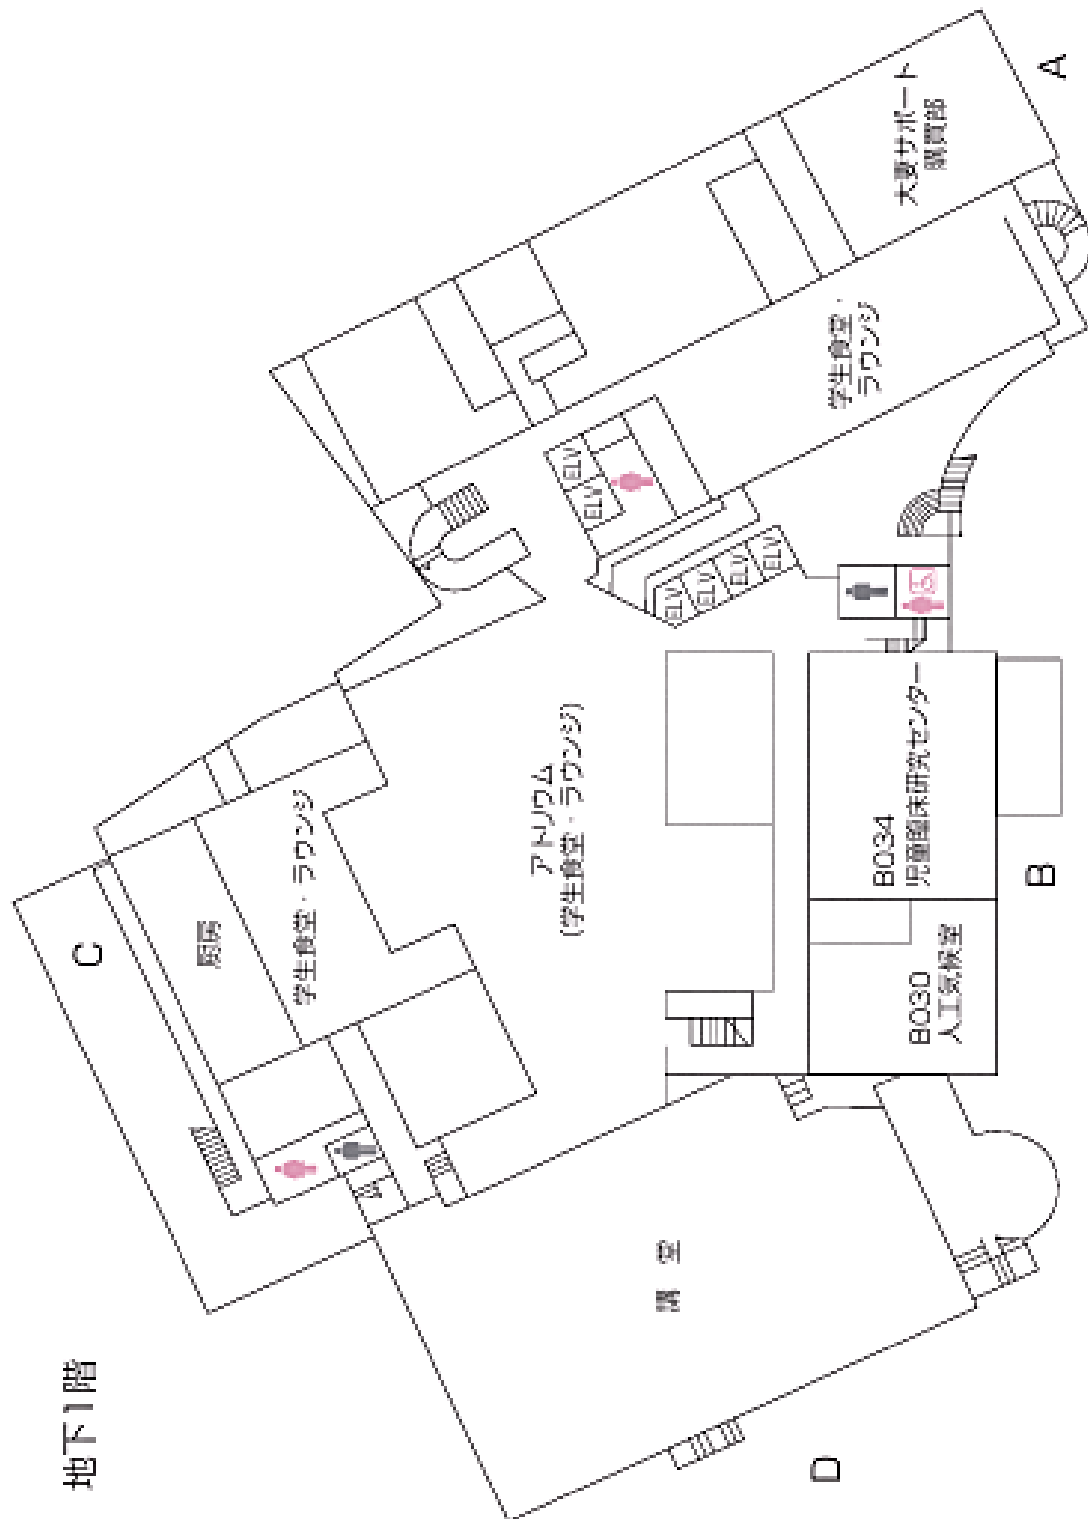 地下1階
C
厨房
学生食堂・ラウンジ
アトリウム
(学生食堂・ラウンジ)
講堂
D
B030
人工気候室
B034
児童臨床研究センター
B
ELV
ELV
ELV
ELV
ELV
ELV
学生食堂・
ラウンジ
大妻サポート
購買部
A